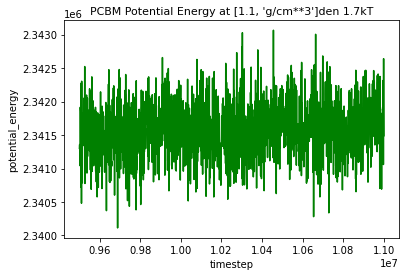 PCBM Potential Energy at [1.1, 'g/cm**3']den 1.7kT
1e6
2.3430
2.3425
2.3420
2.3415
2.3410
2.3405
2.3400
potential_energy
0.96 0.98 1.00 1.02 1.04 1.06 1.08 1.10
timestep
1e7